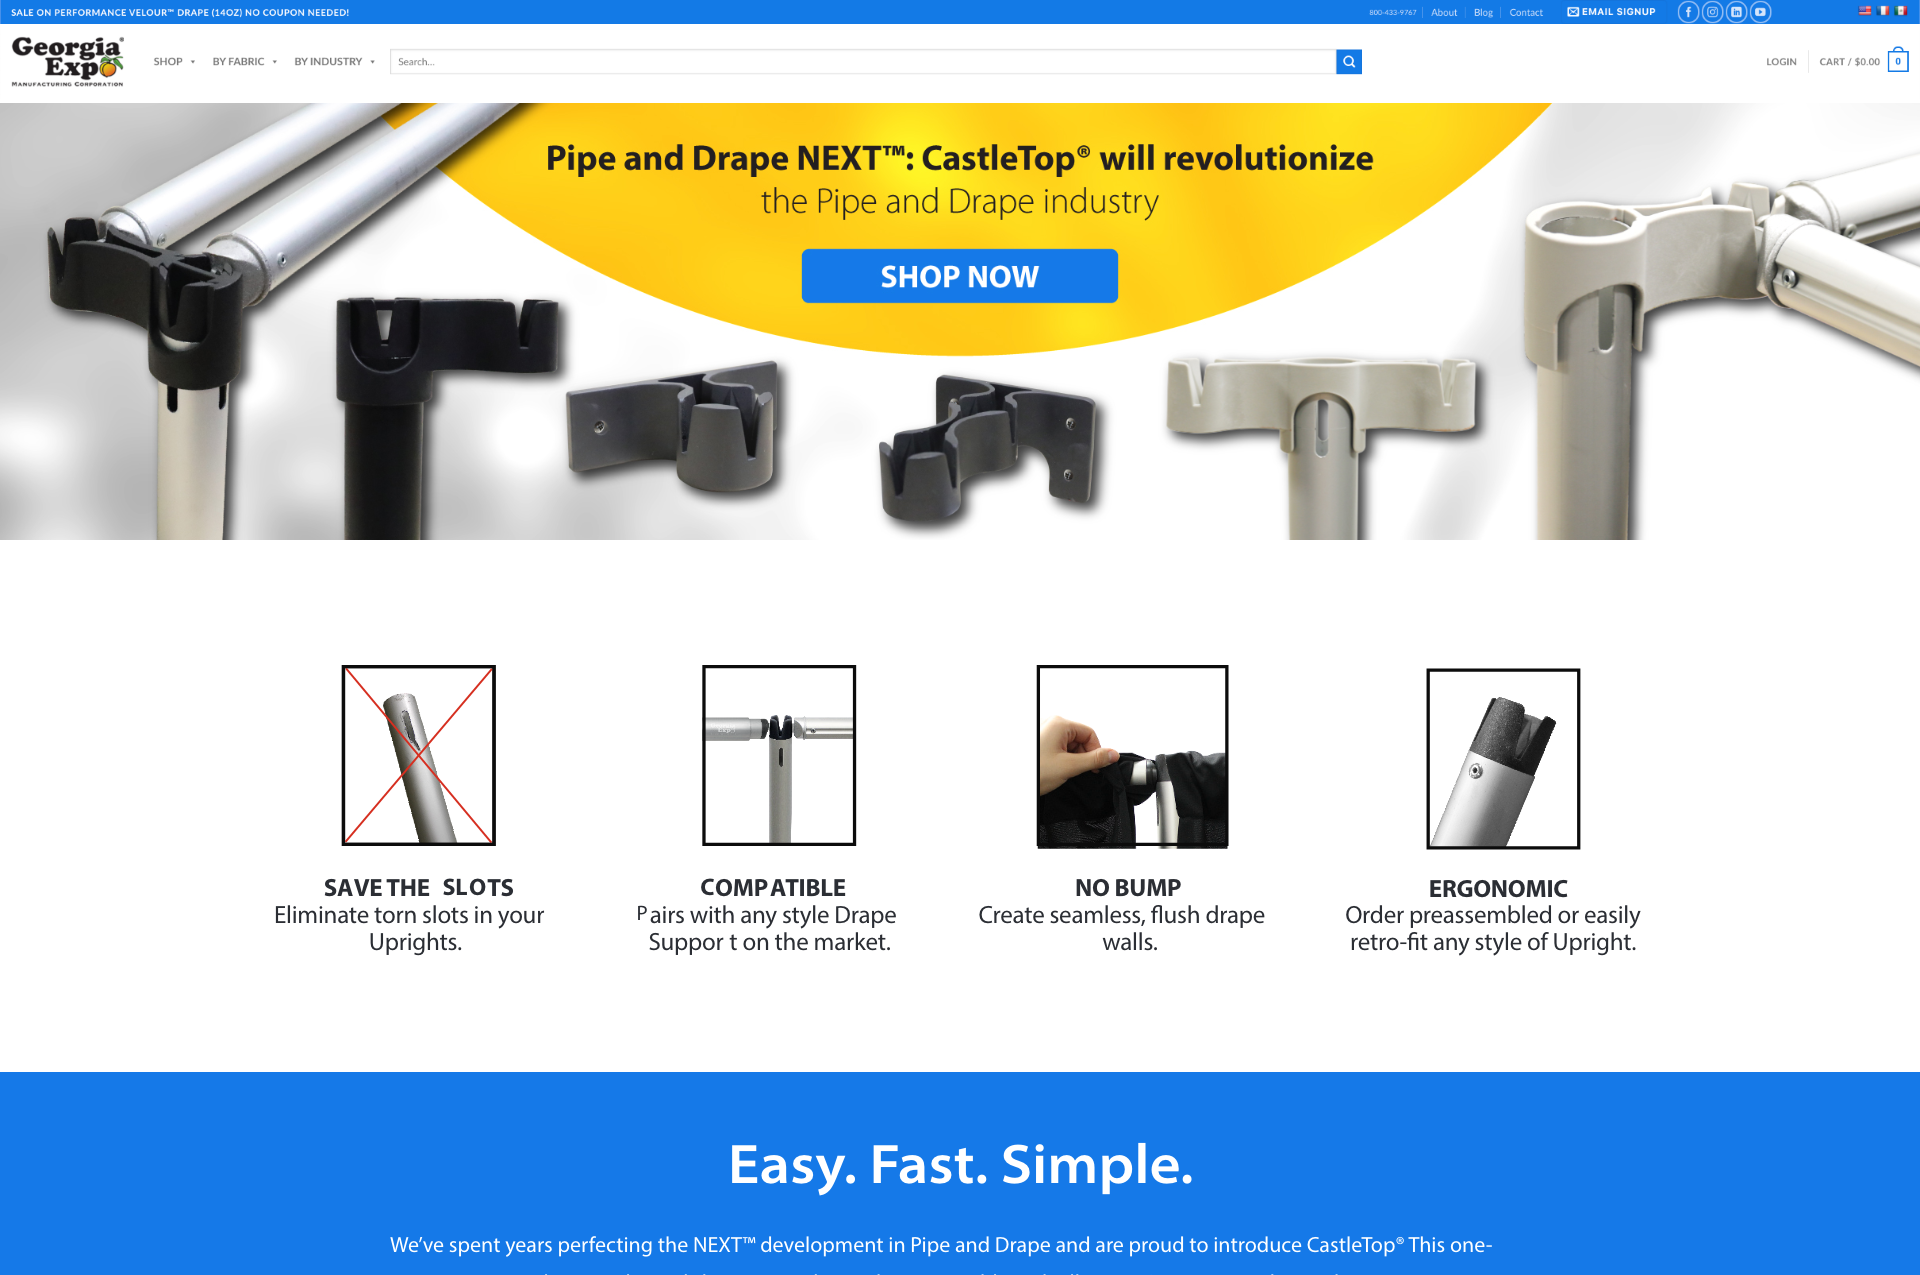 SALE ON PERFORMANCE VELOUR™ DRAPE (14OZ) NO COUPON NEEDED!
800-433-9767 About Blog Contact EMAIL SIGNUP
Georgia®
Expo
MANUFACTURING CORPORATION
SHOP BY FABRIC BY INDUSTRY Search... LOGIN CART / $0.00 0
Pipe and Drape NEXT™: CastleTop® will revolutionize
the Pipe and Drape industry
SHOP NOW
SAVE THE SLOTS
Eliminate torn slots in your
Uprights.
COMPATIBLE
Pairs with any style Drape
Suppor t on the market.
NO BUMP
Create seamless, flush drape
walls.
ERGONOMIC
Order preassembled or easily
retro-fit any style of Upright.
Easy. Fast. Simple.
We’ve spent years perfecting the NEXT™ development in Pipe and Drape and are proud to introduce CastleTop® This one-